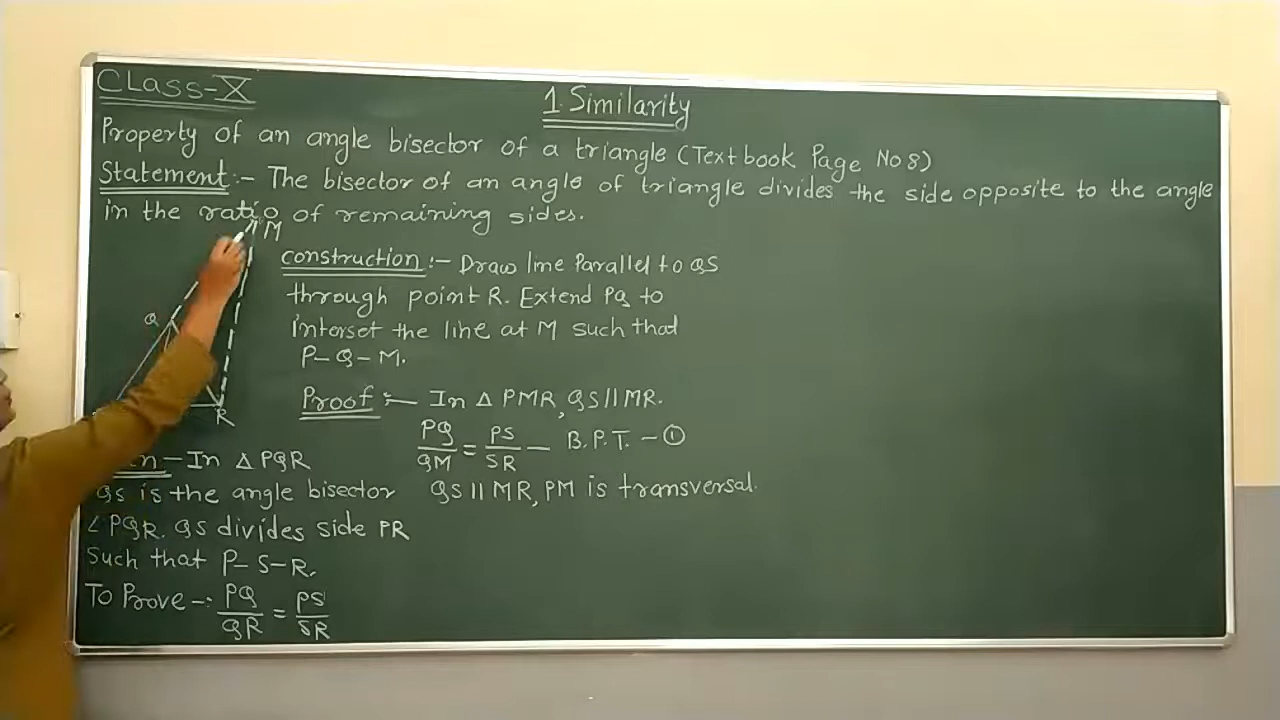 CLASS-X
1. Similarity
Property of an angle bisector of a triangle (Textbook Page No 8)
Statement :- The bisector of an angle of triangle divides the side opposite to the angle
in the ratio of remaining sides.
M
Q
R
construction :- Draw line Parallel to QS
through point R. Extend PQ to
interset the line at M such that
P-Q-M.
Proof :- In Δ PMR, QS || MR.
PQ/QM = PS/SR - B.P.T. - ①
QS || MR, PM is transversal.
- In Δ PQR
QS is the angle bisector
∠PQR. QS divides side PR
Such that P-S-R.
To Prove -: PQ/QR = PS/SR